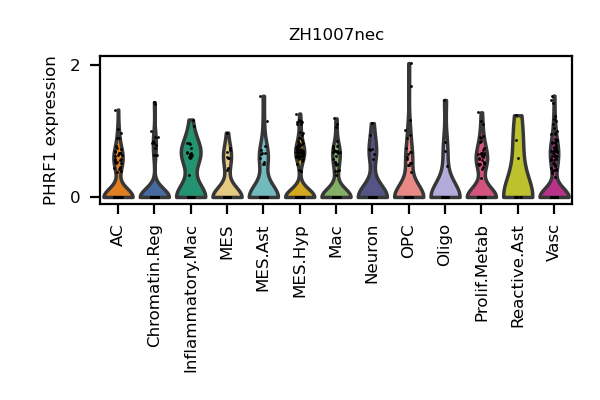 ZH1007nec
PHRF1 expression
2
0
AC
Chromatin.Reg
Inflammatory.Mac
MES
MES.Ast
MES.Hyp
Mac
Neuron
OPC
Oligo
Prolif.Metab
Reactive.Ast
Vasc